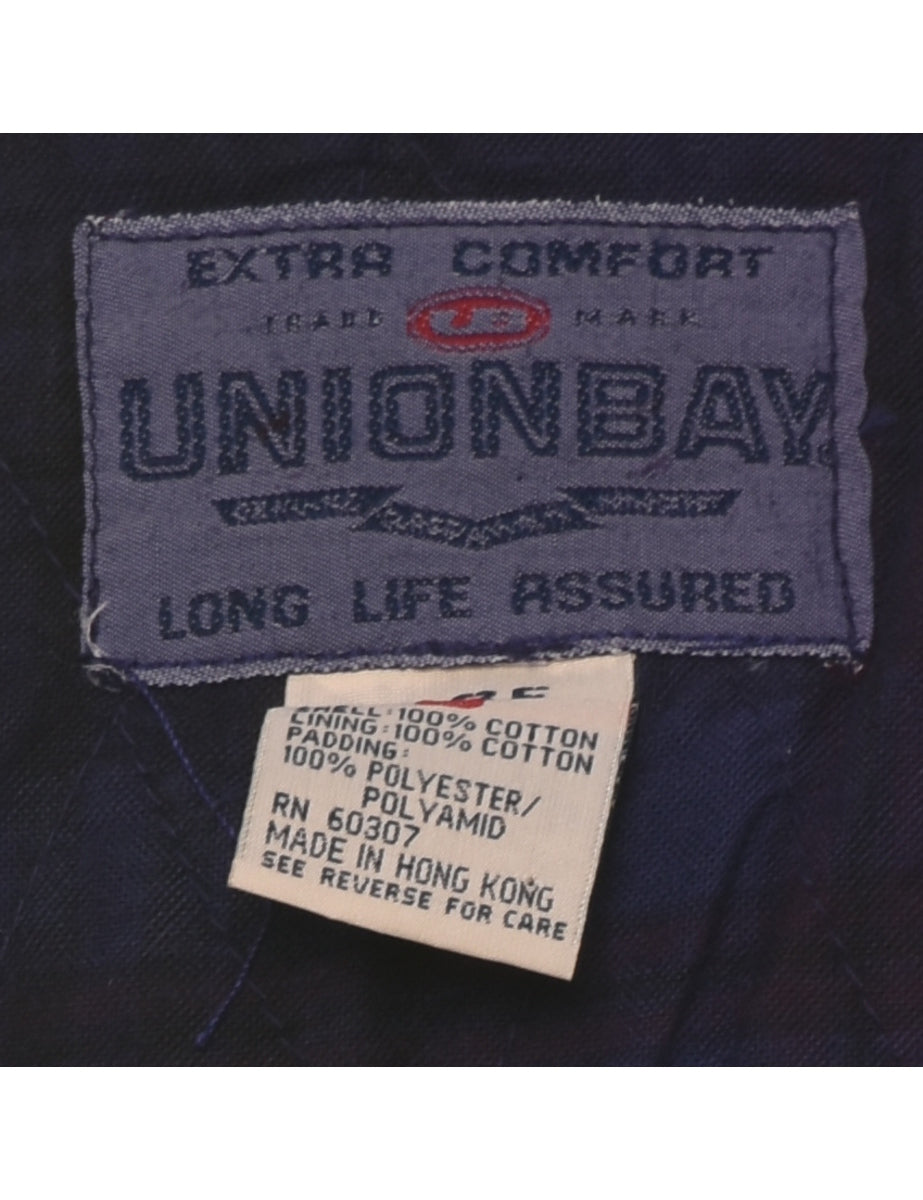 EXTRA COMFORT
TRADE MARK
UNIONBAY
LONG LIFE ASSURED
SHELL: 100% COTTON
LINING: 100% COTTON
PADDING:
100% POLYESTER/
POLYAMID
RN 60307
MADE IN HONG KONG
SEE REVERSE FOR CARE